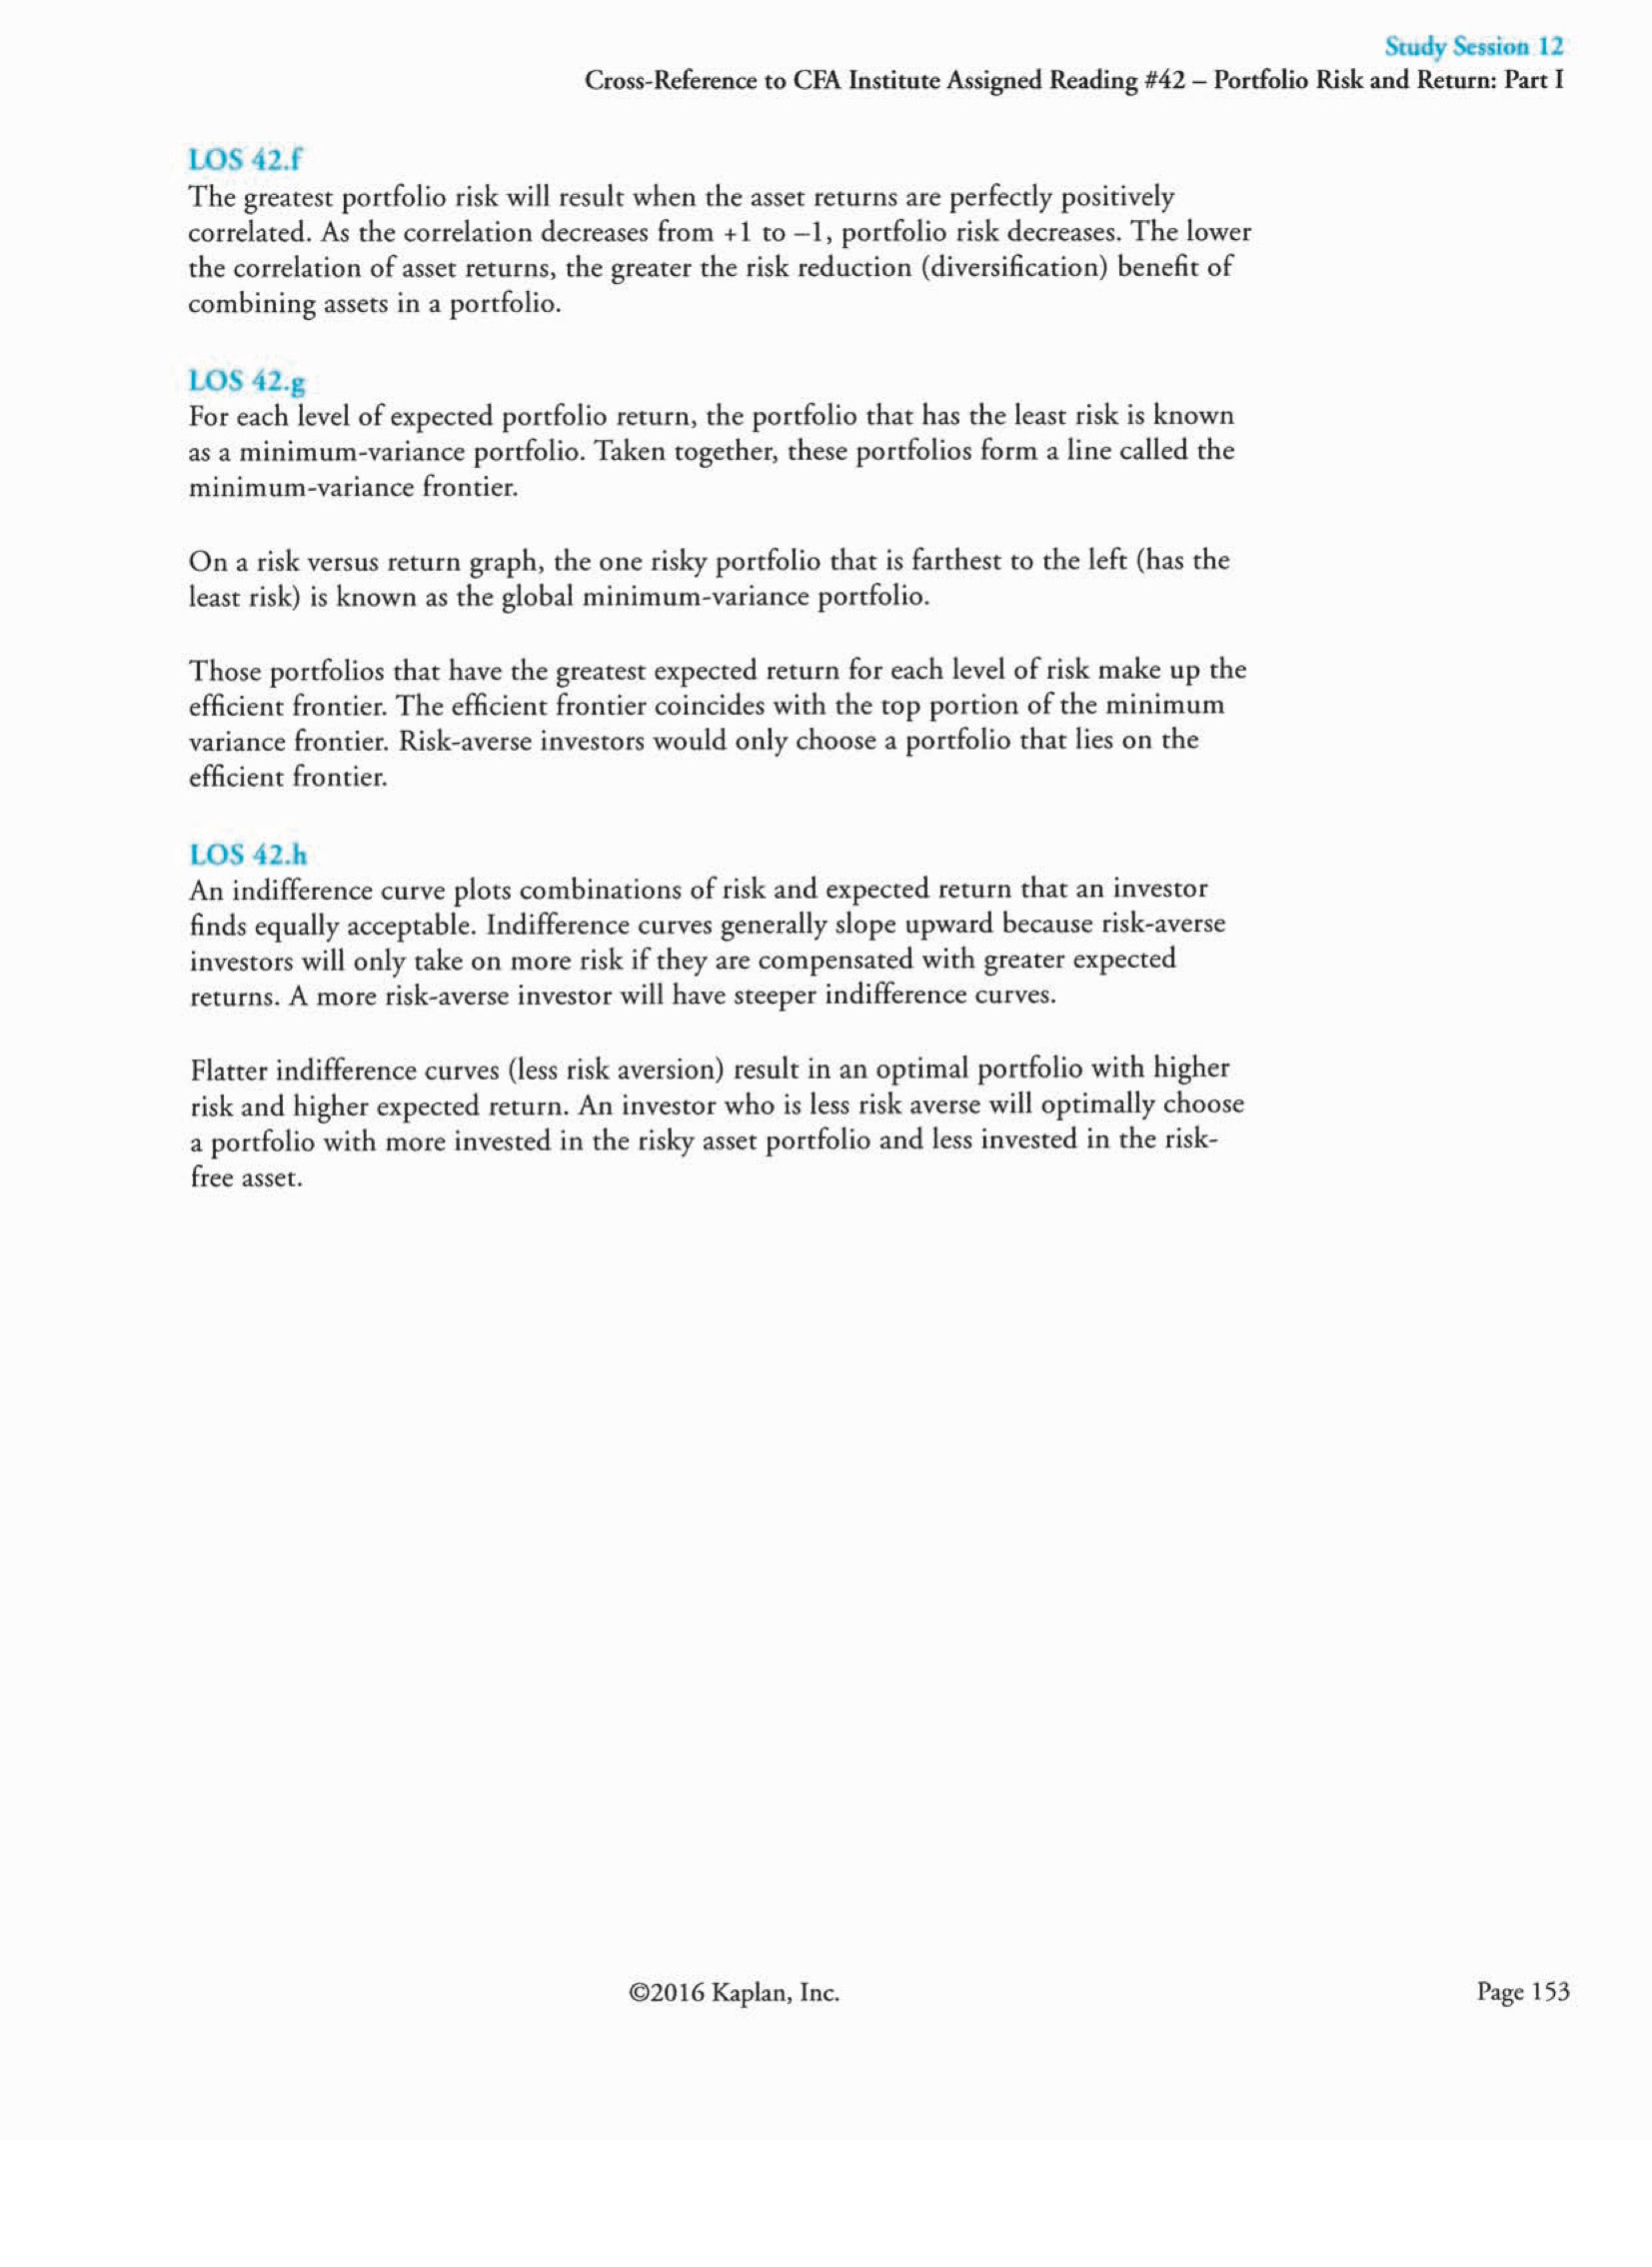 Study Session 12
Cross-Reference to CFA Institute Assigned Reading #42 – Portfolio Risk and Return: Part I
LOS 42.f
The greatest portfolio risk will result when the asset returns are perfectly positively
correlated. As the correlation decreases from +1 to –1, portfolio risk decreases. The lower
the correlation of asset returns, the greater the risk reduction (diversification) benefit of
combining assets in a portfolio.
LOS 42.g
For each level of expected portfolio return, the portfolio that has the least risk is known
as a minimum-variance portfolio. Taken together, these portfolios form a line called the
minimum-variance frontier.
On a risk versus return graph, the one risky portfolio that is farthest to the left (has the
least risk) is known as the global minimum-variance portfolio.
Those portfolios that have the greatest expected return for each level of risk make up the
efficient frontier. The efficient frontier coincides with the top portion of the minimum
variance frontier. Risk-averse investors would only choose a portfolio that lies on the
efficient frontier.
LOS 42.h
An indifference curve plots combinations of risk and expected return that an investor
finds equally acceptable. Indifference curves generally slope upward because risk-averse
investors will only take on more risk if they are compensated with greater expected
returns. A more risk-averse investor will have steeper indifference curves.
Flatter indifference curves (less risk aversion) result in an optimal portfolio with higher
risk and higher expected return. An investor who is less risk averse will optimally choose
a portfolio with more invested in the risky asset portfolio and less invested in the risk-
free asset.
©2016 Kaplan, Inc.
Page 153